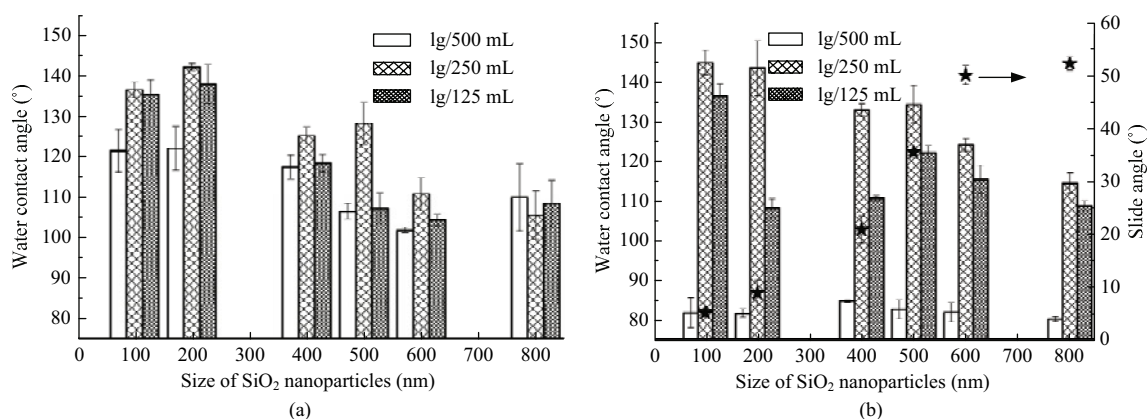 150
140
130
120
110
100
90
80
Water contact angle (°)
lg/500 mL
lg/250 mL
lg/125 mL
0 100 200 300 400 500 600 700 800
Size of SiO₂ nanoparticles (nm)
(a)
150
140
130
120
110
100
90
80
Water contact angle (°)
lg/500 mL
lg/250 mL
lg/125 mL
60
50
40
30
20
10
0
Slide angle (°)
0 100 200 300 400 500 600 700 800
Size of SiO₂ nanoparticles (nm)
(b)